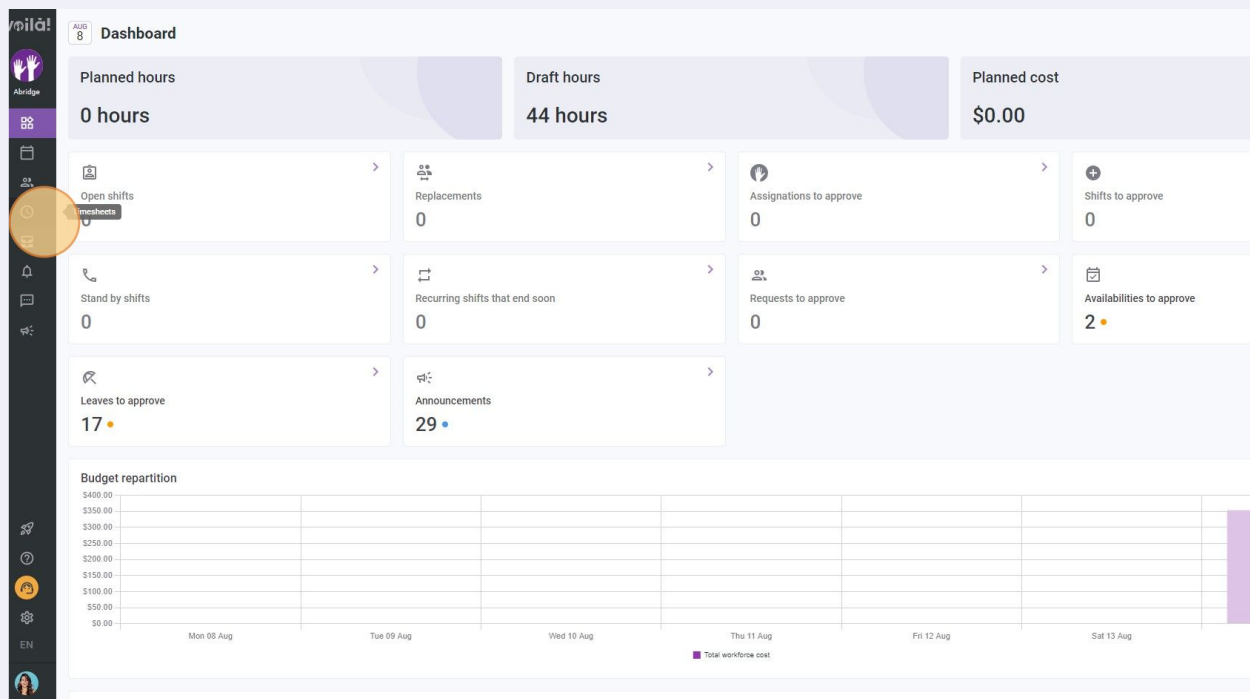 voilà!
AUG
8
Dashboard
Abridge
Planned hours
0 hours
Draft hours
44 hours
Planned cost
$0.00
Open shifts
0
Replacements
0
Assignations to approve
0
Shifts to approve
0
Timesheets
Stand by shifts
0
Recurring shifts that end soon
0
Requests to approve
0
Availabilities to approve
2
Leaves to approve
17
Announcements
29
Budget repartition
$400.00
$350.00
$300.00
$250.00
$200.00
$150.00
$100.00
$50.00
$0.00
Mon 08 Aug
Tue 09 Aug
Wed 10 Aug
Thu 11 Aug
Fri 12 Aug
Sat 13 Aug
Total workforce cost
EN